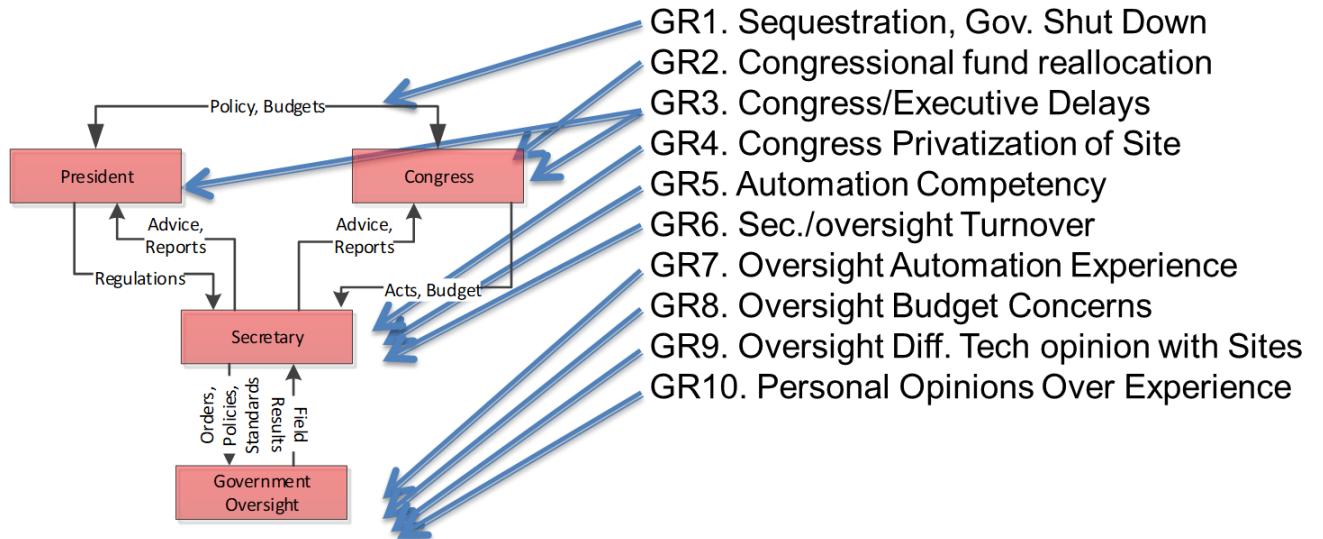 GR1. Sequestration, Gov. Shut Down
GR2. Congressional fund reallocation
GR3. Congress/Executive Delays
GR4. Congress Privatization of Site
GR5. Automation Competency
GR6. Sec./oversight Turnover
GR7. Oversight Automation Experience
GR8. Oversight Budget Concerns
GR9. Oversight Diff. Tech opinion with Sites
GR10. Personal Opinions Over Experience
Policy, Budgets
President
Congress
Advice,
Reports
Advice,
Reports
Regulations
Acts, Budget
Secretary
Orders,
Policies,
Standards
Field
Results
Government
Oversight